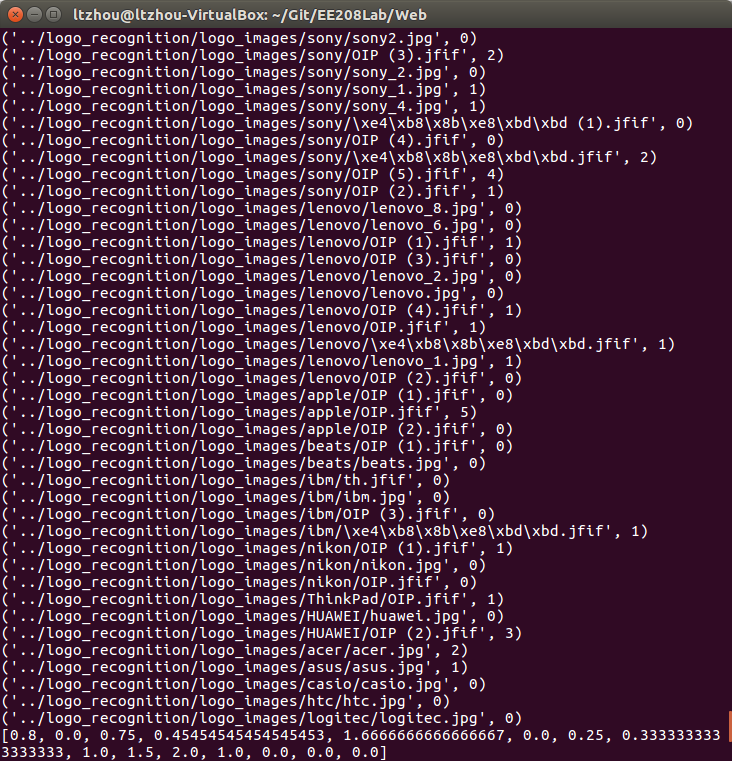 ltzhou@ltzhou-VirtualBox: ~/Git/EE208Lab/Web
('../logo_recognition/logo_images/sony/sony2.jpg', 0)
('../logo_recognition/logo_images/sony/OIP (3).jfif', 2)
('../logo_recognition/logo_images/sony/sony_2.jpg', 0)
('../logo_recognition/logo_images/sony/sony_1.jpg', 1)
('../logo_recognition/logo_images/sony/sony_4.jpg', 1)
('../logo_recognition/logo_images/sony/\xe4\xb8\x8b\xe8\xbd\xbd (1).jfif', 0)
('../logo_recognition/logo_images/sony/OIP (4).jfif', 0)
('../logo_recognition/logo_images/sony/\xe4\xb8\x8b\xe8\xbd\xbd.jfif', 2)
('../logo_recognition/logo_images/sony/OIP (5).jfif', 4)
('../logo_recognition/logo_images/sony/OIP (2).jfif', 1)
('../logo_recognition/logo_images/lenovo/lenovo_8.jpg', 0)
('../logo_recognition/logo_images/lenovo/lenovo_6.jpg', 0)
('../logo_recognition/logo_images/lenovo/OIP (1).jfif', 1)
('../logo_recognition/logo_images/lenovo/OIP (3).jfif', 0)
('../logo_recognition/logo_images/lenovo/lenovo_2.jpg', 0)
('../logo_recognition/logo_images/lenovo/lenovo.jpg', 0)
('../logo_recognition/logo_images/lenovo/OIP (4).jfif', 1)
('../logo_recognition/logo_images/lenovo/OIP.jfif', 1)
('../logo_recognition/logo_images/lenovo/\xe4\xb8\x8b\xe8\xbd\xbd.jfif', 1)
('../logo_recognition/logo_images/lenovo/lenovo_1.jpg', 1)
('../logo_recognition/logo_images/lenovo/OIP (2).jfif', 0)
('../logo_recognition/logo_images/apple/OIP (1).jfif', 0)
('../logo_recognition/logo_images/apple/OIP.jfif', 5)
('../logo_recognition/logo_images/apple/OIP (2).jfif', 0)
('../logo_recognition/logo_images/beats/OIP (1).jfif', 0)
('../logo_recognition/logo_images/beats/beats.jpg', 0)
('../logo_recognition/logo_images/ibm/th.jfif', 0)
('../logo_recognition/logo_images/ibm/ibm.jpg', 0)
('../logo_recognition/logo_images/ibm/OIP (3).jfif', 0)
('../logo_recognition/logo_images/ibm/\xe4\xb8\x8b\xe8\xbd\xbd.jfif', 1)
('../logo_recognition/logo_images/nikon/OIP (1).jfif', 1)
('../logo_recognition/logo_images/nikon/nikon.jpg', 0)
('../logo_recognition/logo_images/nikon/OIP.jfif', 0)
('../logo_recognition/logo_images/ThinkPad/OIP.jfif', 1)
('../logo_recognition/logo_images/HUAWEI/huawei.jpg', 0)
('../logo_recognition/logo_images/HUAWEI/OIP (2).jfif', 3)
('../logo_recognition/logo_images/acer/acer.jpg', 2)
('../logo_recognition/logo_images/asus/asus.jpg', 1)
('../logo_recognition/logo_images/casio/casio.jpg', 0)
('../logo_recognition/logo_images/htc/htc.jpg', 0)
('../logo_recognition/logo_images/logitec/logitec.jpg', 0)
[0.8, 0.0, 0.75, 0.45454545454545453, 1.6666666666666667, 0.0, 0.25, 0.333333333
3333333, 1.0, 1.5, 2.0, 1.0, 0.0, 0.0, 0.0]